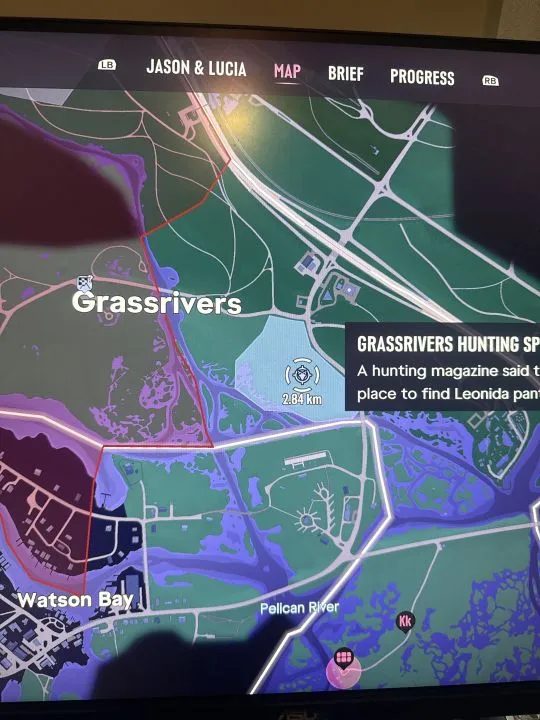 LB JASON & LUCIA MAP BRIEF PROGRESS RB
Grassrivers
GRASSRIVERS HUNTING SP
A hunting magazine said t
place to find Leonida pan
2.84 km
Watson Bay
Pelican River
Kk